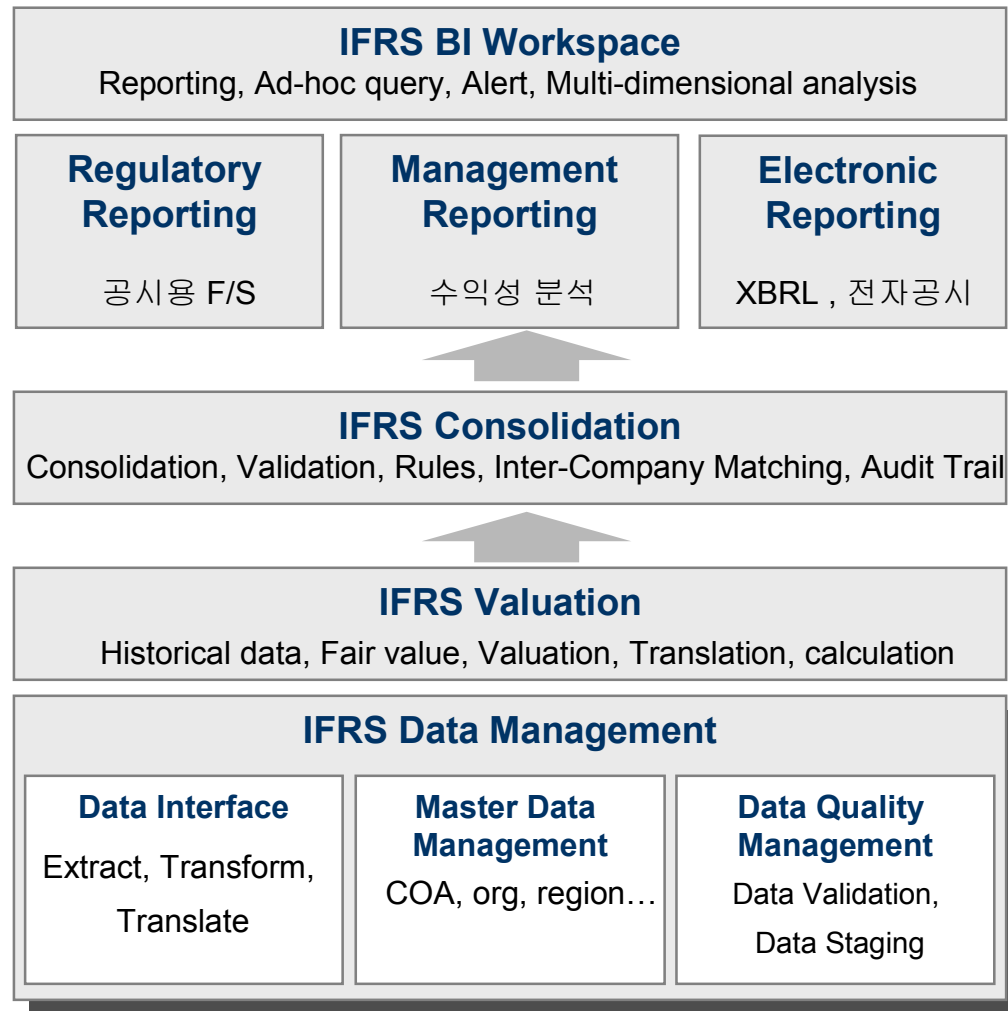 IFRS BI Workspace
Reporting, Ad-hoc query, Alert, Multi-dimensional analysis
Regulatory
Reporting
공시용 F/S
Management
Reporting
수익성 분석
Electronic
Reporting
XBRL , 전자공시
IFRS Consolidation
Consolidation, Validation, Rules, Inter-Company Matching, Audit Trail
IFRS Valuation
Historical data, Fair value, Valuation, Translation, calculation
IFRS Data Management
Data Interface
Extract, Transform,
Translate
Master Data
Management
COA, org, region…
Data Quality
Management
Data Validation,
Data Staging